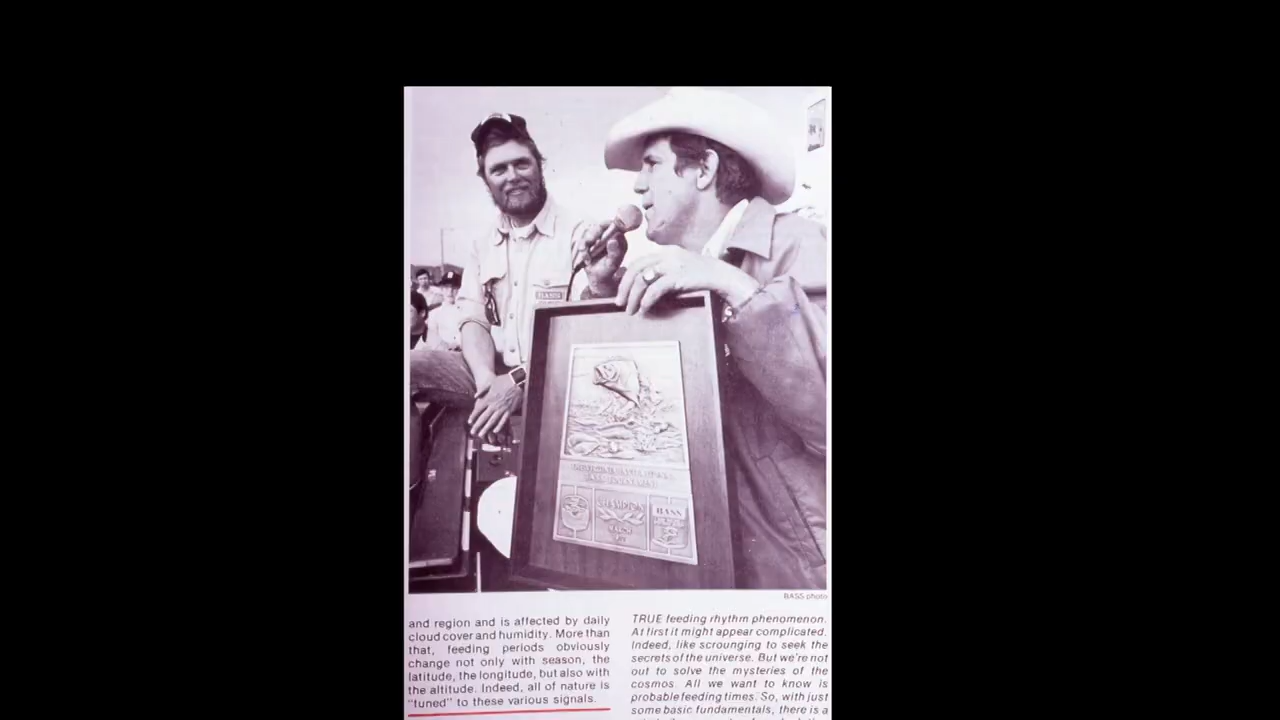 BASS
CHAMPION
BASS
MARCH
BASS photo
and region and is affected by daily
cloud cover and humidity. More than
that, feeding periods obviously
change not only with season, the
latitude, the longitude, but also with
the altitude. Indeed, all of nature is
"tuned" to these various signals.
TRUE feeding rhythm phenomenon.
At first it might appear complicated.
Indeed, like scrounging to seek the
secrets of the universe. But we're not
out to solve the mysteries of the
cosmos. All we want to know is
probable feeding times. So, with just
some basic fundamentals, there is a